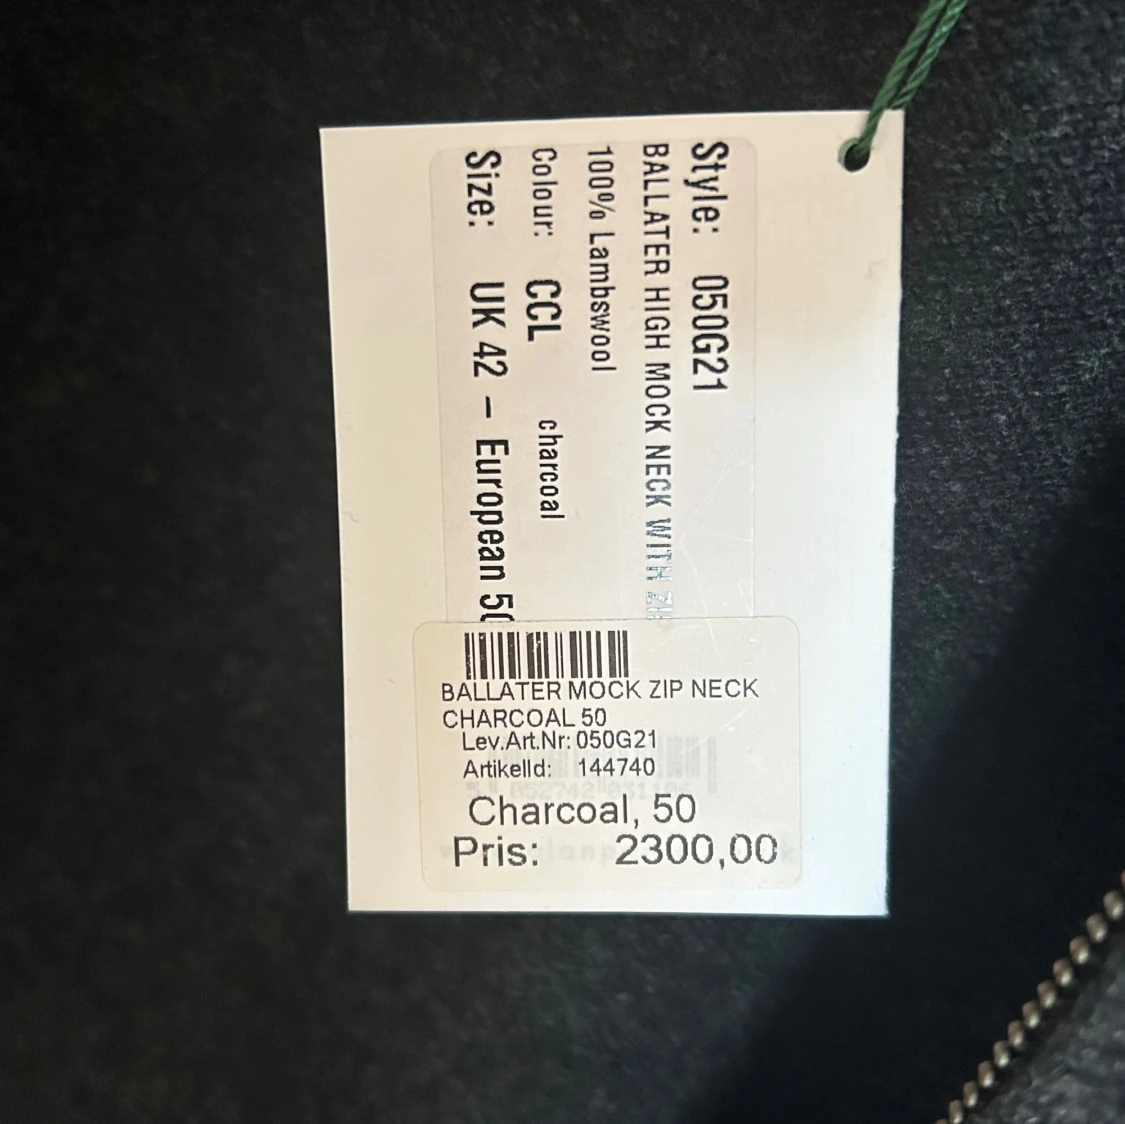 Style: 050G21
BALLATER HIGH MOCK NECK WITH
100% Lambswool
Colour: CCL charcoal
Size: UK 42 - European 50
BALLATER MOCK ZIP NECK
CHARCOAL 50
Lev.Art.Nr: 050G21
ArtikelId: 144740
Charcoal, 50
Pris: 2300,00